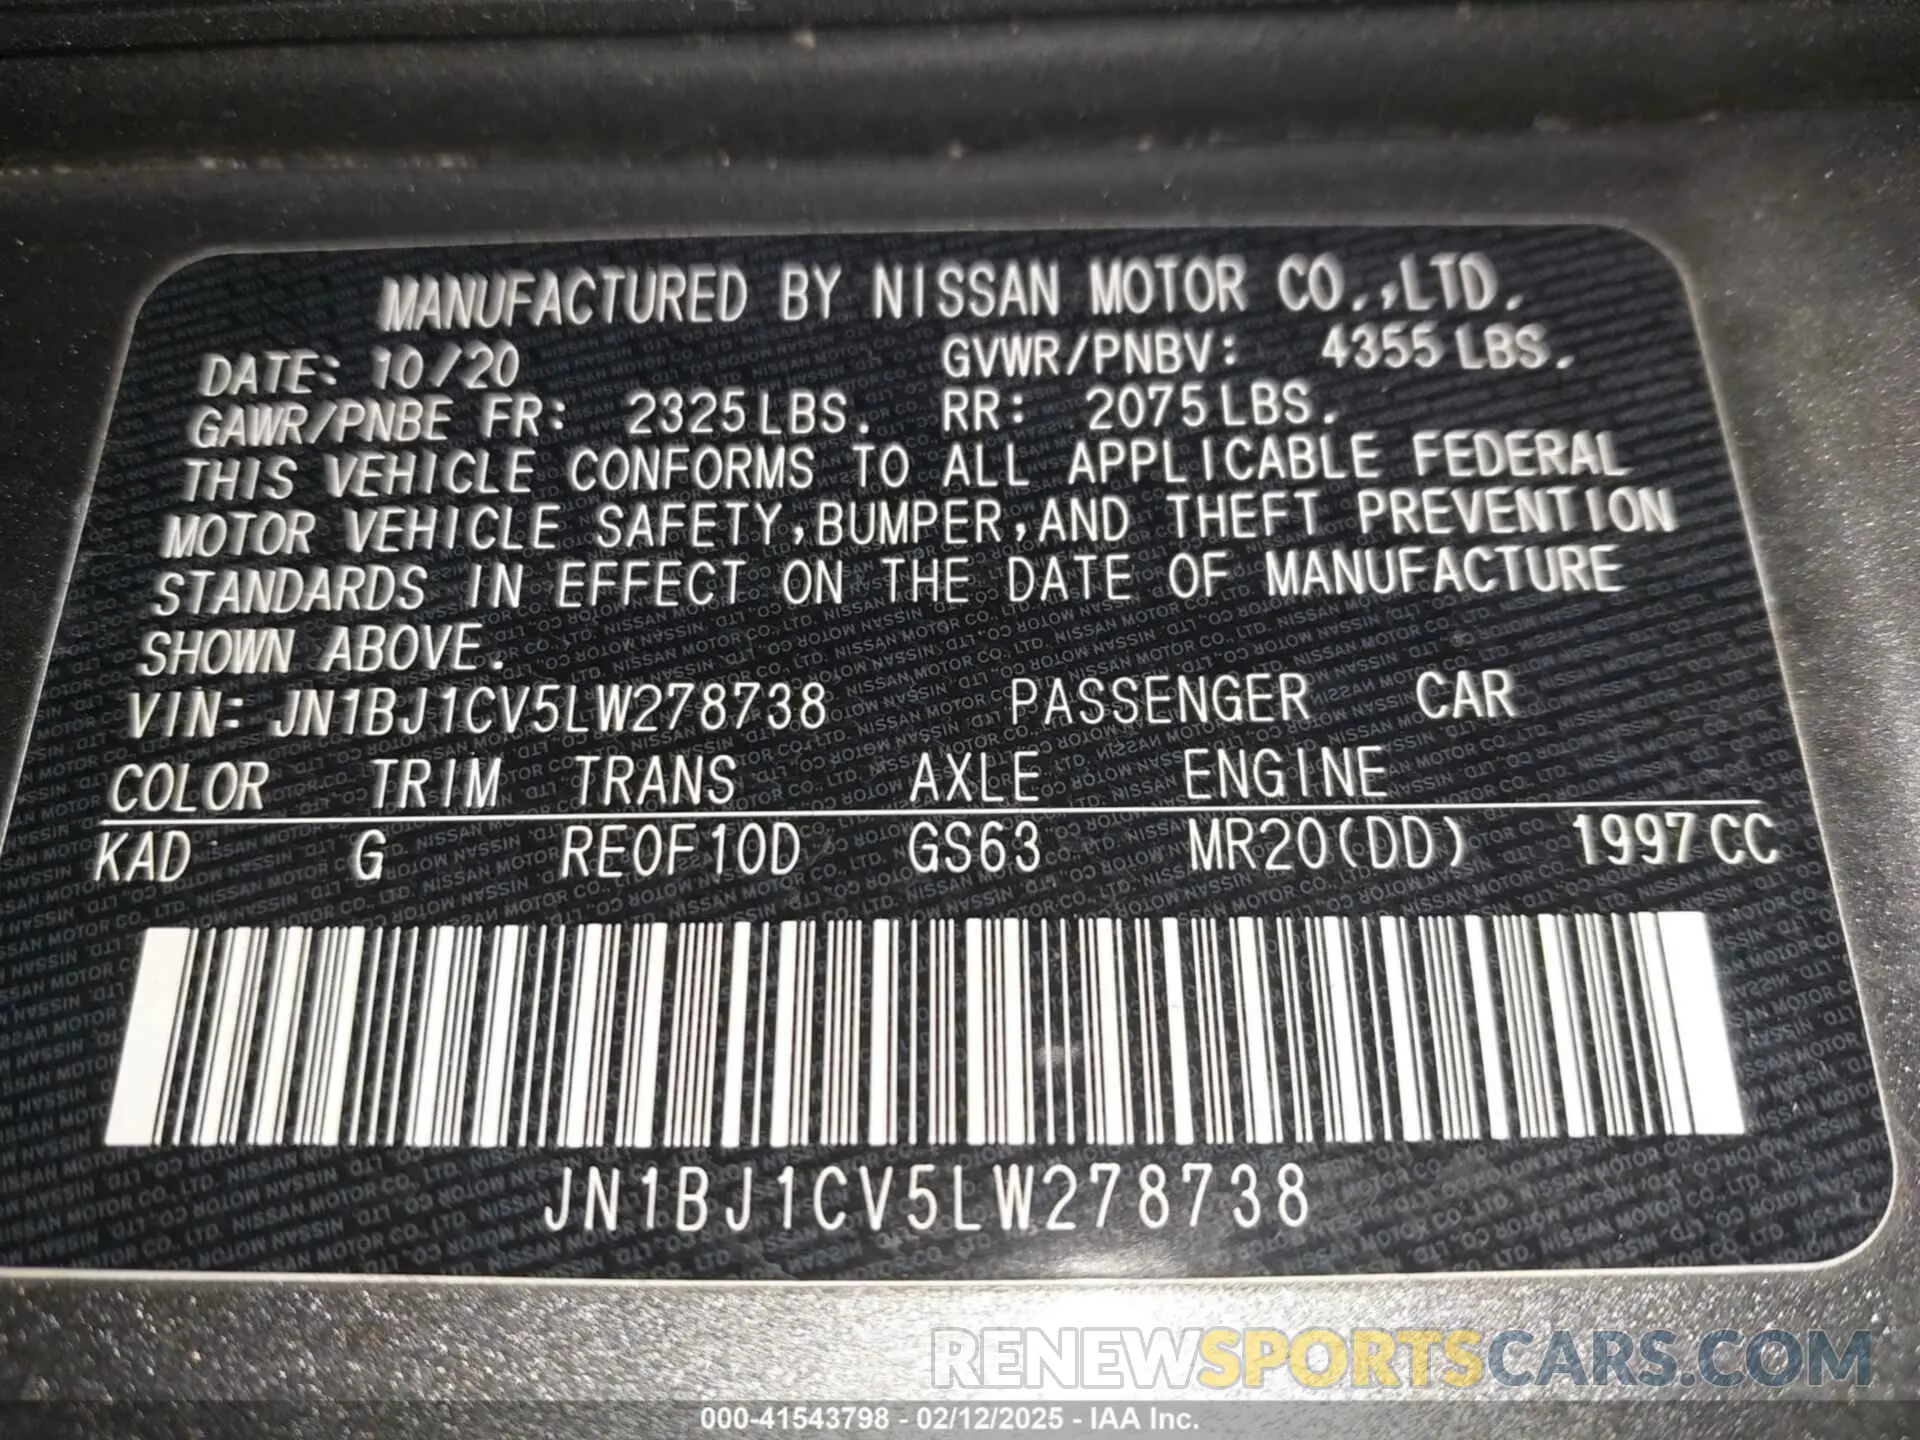 MANUFACTURED BY NISSAN MOTOR CO.,LTD.
DATE: 10/20 GVWR/PNBV: 4355 LBS.
GAWR/PNBE FR: 2325 LBS. RR: 2075 LBS.
THIS VEHICLE CONFORMS TO ALL APPLICABLE FEDERAL
MOTOR VEHICLE SAFETY,BUMPER,AND THEFT PREVENTION
STANDARDS IN EFFECT ON THE DATE OF MANUFACTURE
SHOWN ABOVE.
VIN: JN1BJ1CV5LW278738 PASSENGER CAR
COLOR TRIM TRANS AXLE ENGINE
KAD G RE0F10D GS63 MR20(DD) 1997 CC
JN1BJ1CV5LW278738
RENEWSPORTSCARS.COM
000-41543798 - 02/12/2025 - IAA Inc.